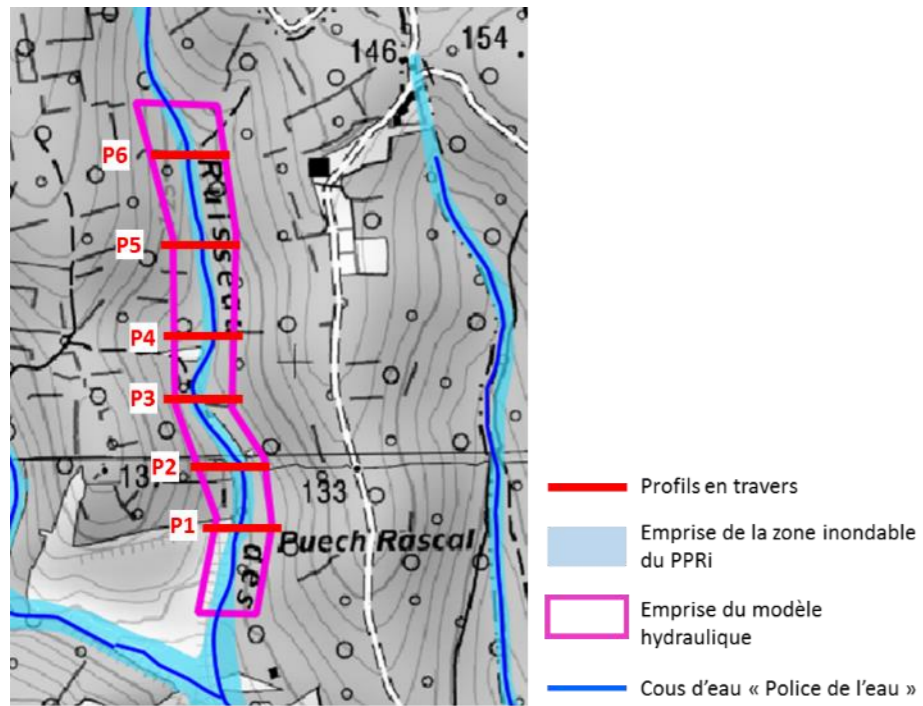 146
154
P6
Ruisseau
P5
P4
P3
P2
133
P1
Puech Rascal
des
Profils en travers
Emprise de la zone inondable
du PPRi
Emprise du modèle
hydraulique
Cous d'eau « Police de l'eau »